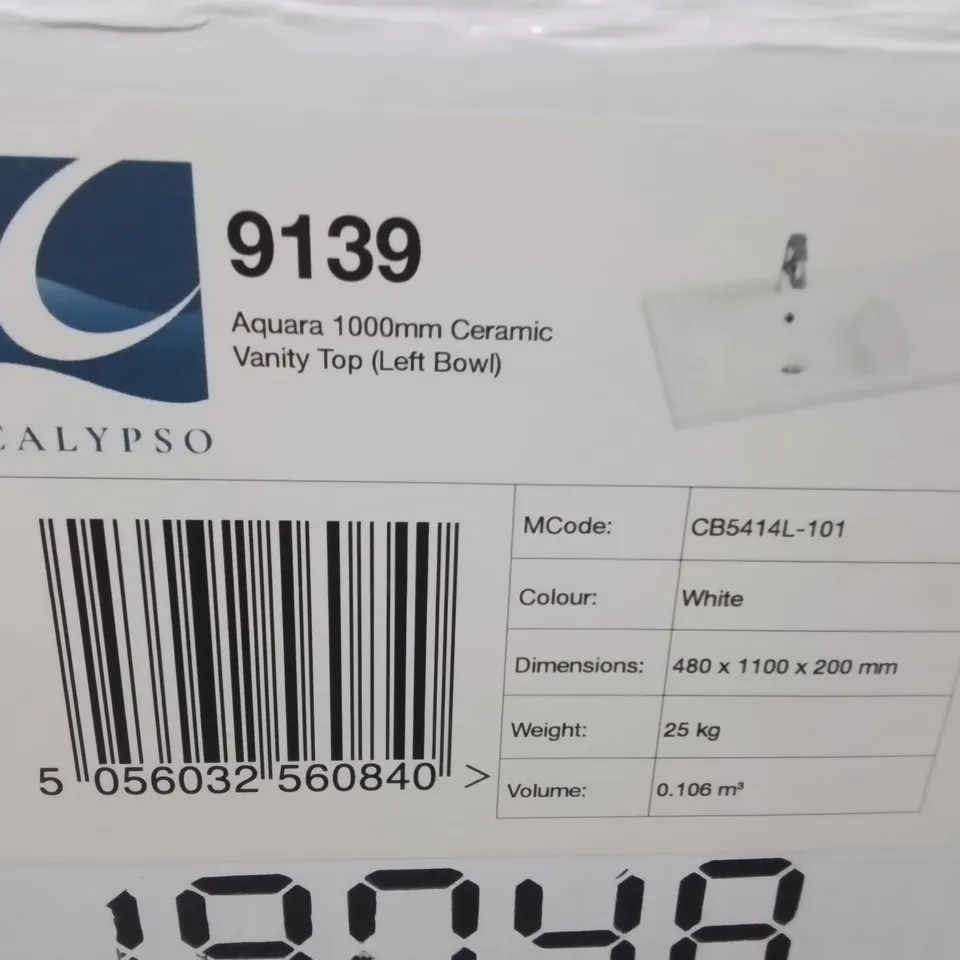 9139
Aquara 1000mm Ceramic
Vanity Top (Left Bowl)
CALYPSO
MCode: CB5414L-101
Colour: White
Dimensions: 480 x 1100 x 200 mm
Weight: 25 kg
Volume: 0.106 m³
5 056032 560840 >